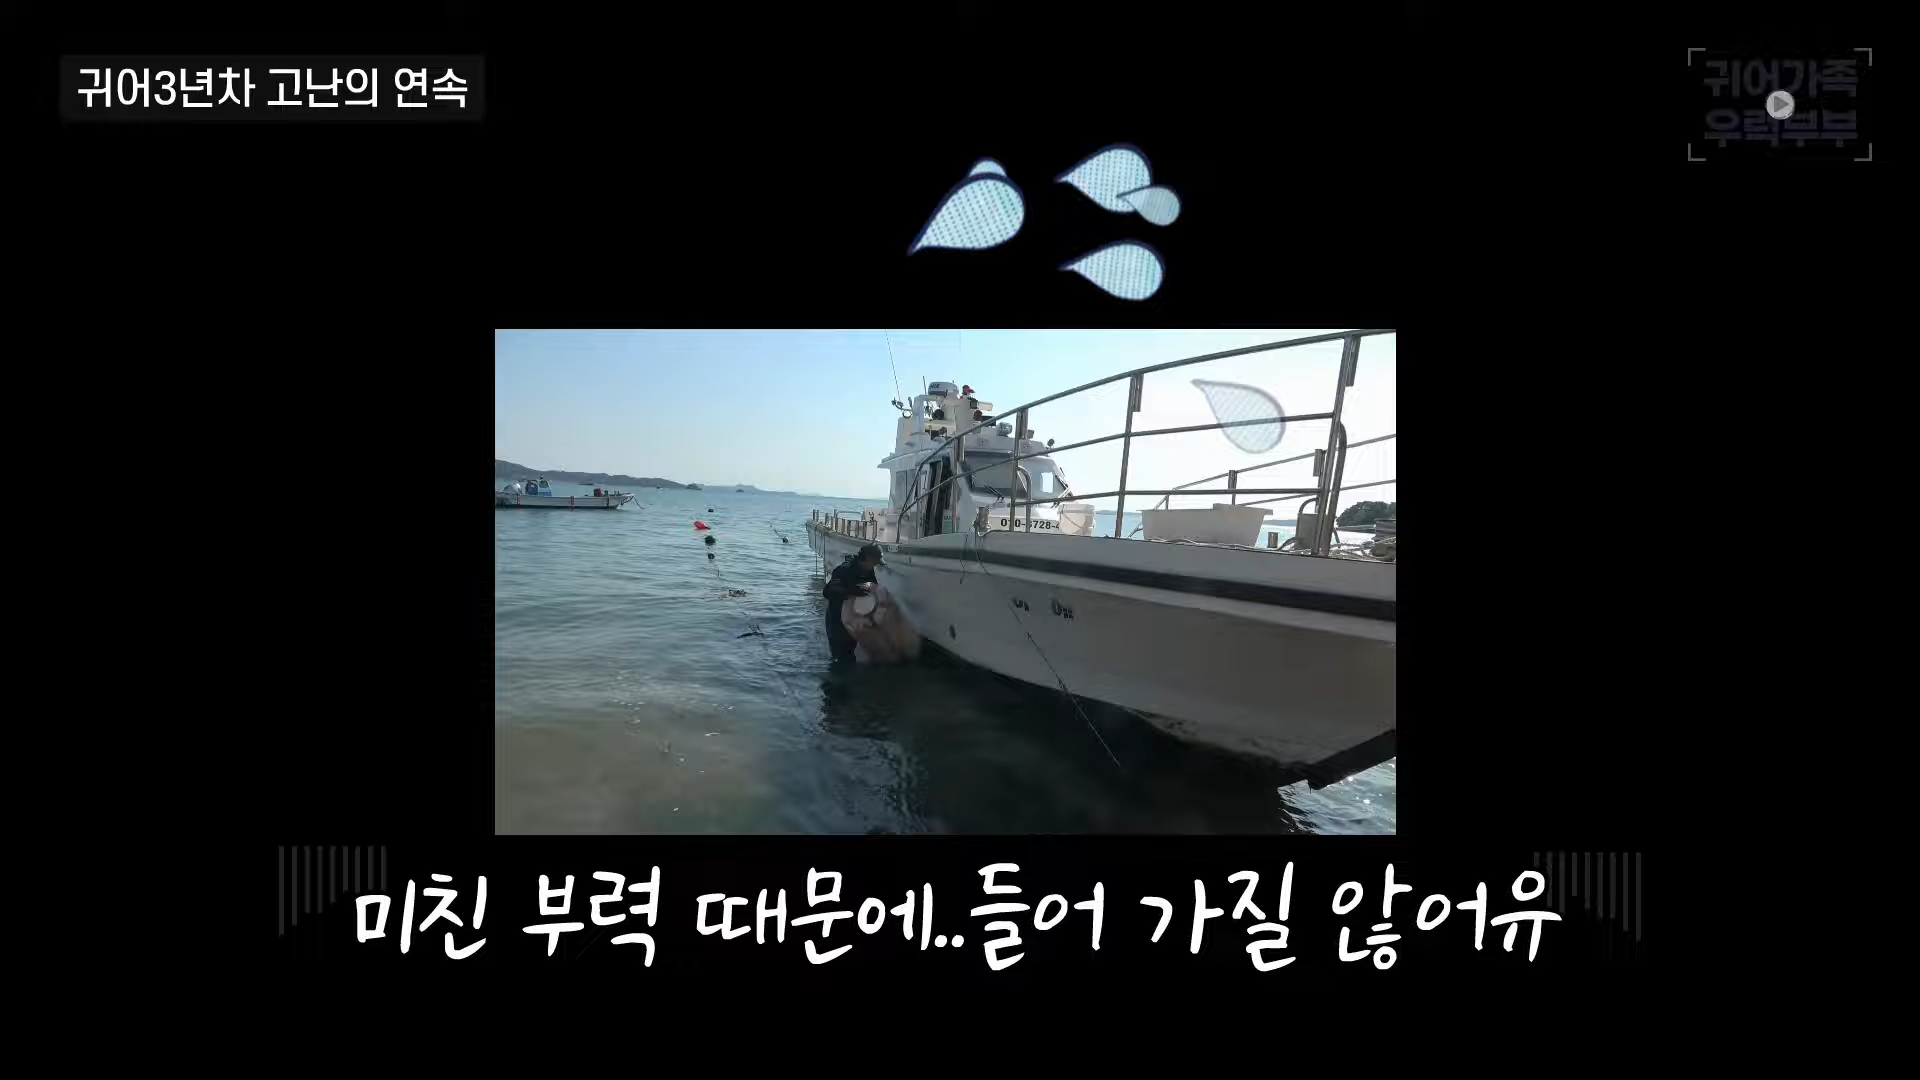 귀어3년차 고난의 연속
귀어가족
우럭부부
미친 부력 때문에..들어 가질 않어유